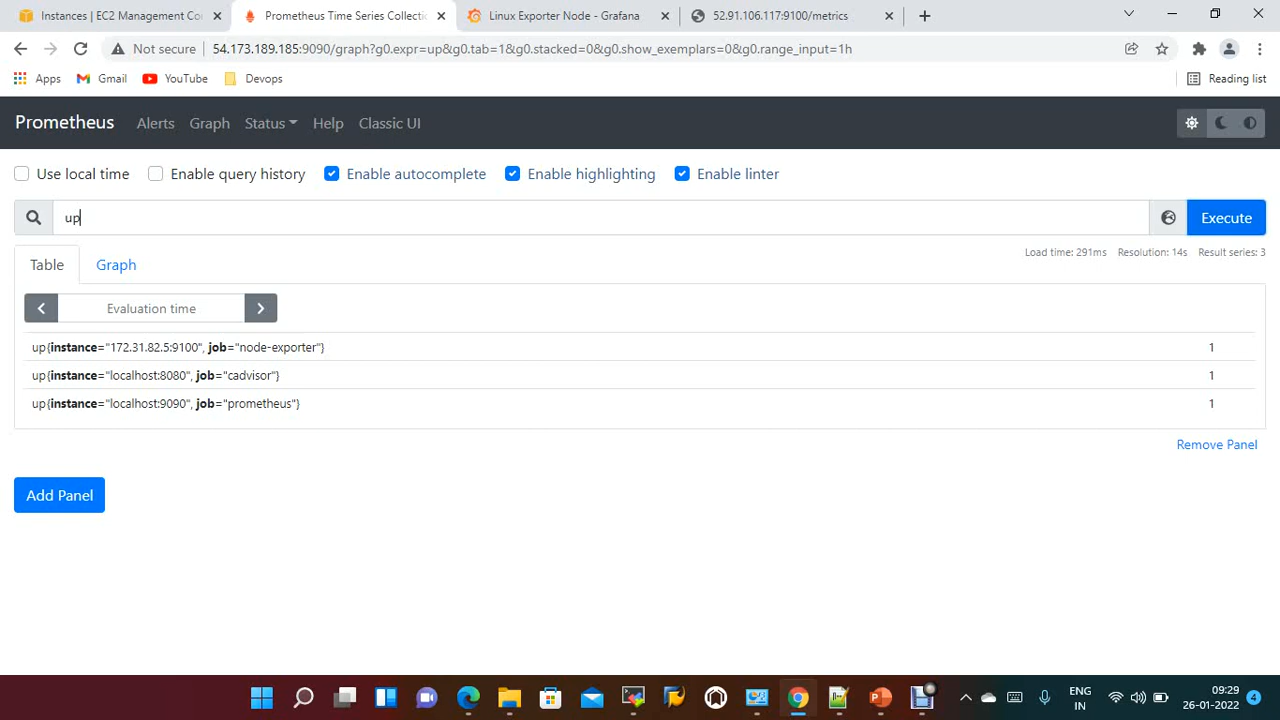 Instances | EC2 Management Co
Prometheus Time Series Collectio
Linux Exporter Node - Grafana
52.91.106.117:9100/metrics
Not secure
54.173.189.185:9090/graph?g0.expr=up&g0.tab=1&g0.stacked=0&g0.show_exemplars=0&g0.range_input=1h
Apps
Gmail
YouTube
Devops
Reading list
Prometheus
Alerts
Graph
Status
Help
Classic UI
Use local time
Enable query history
Enable autocomplete
Enable highlighting
Enable linter
up
Execute
Table
Graph
Load time: 291ms
Resolution: 14s
Result series: 3
Evaluation time
up{instance="172.31.82.5:9100", job="node-exporter"} 1
up{instance="localhost:8080", job="cadvisor"} 1
up{instance="localhost:9090", job="prometheus"} 1
Remove Panel
Add Panel
ENG
IN
09:29
26-01-2022
4